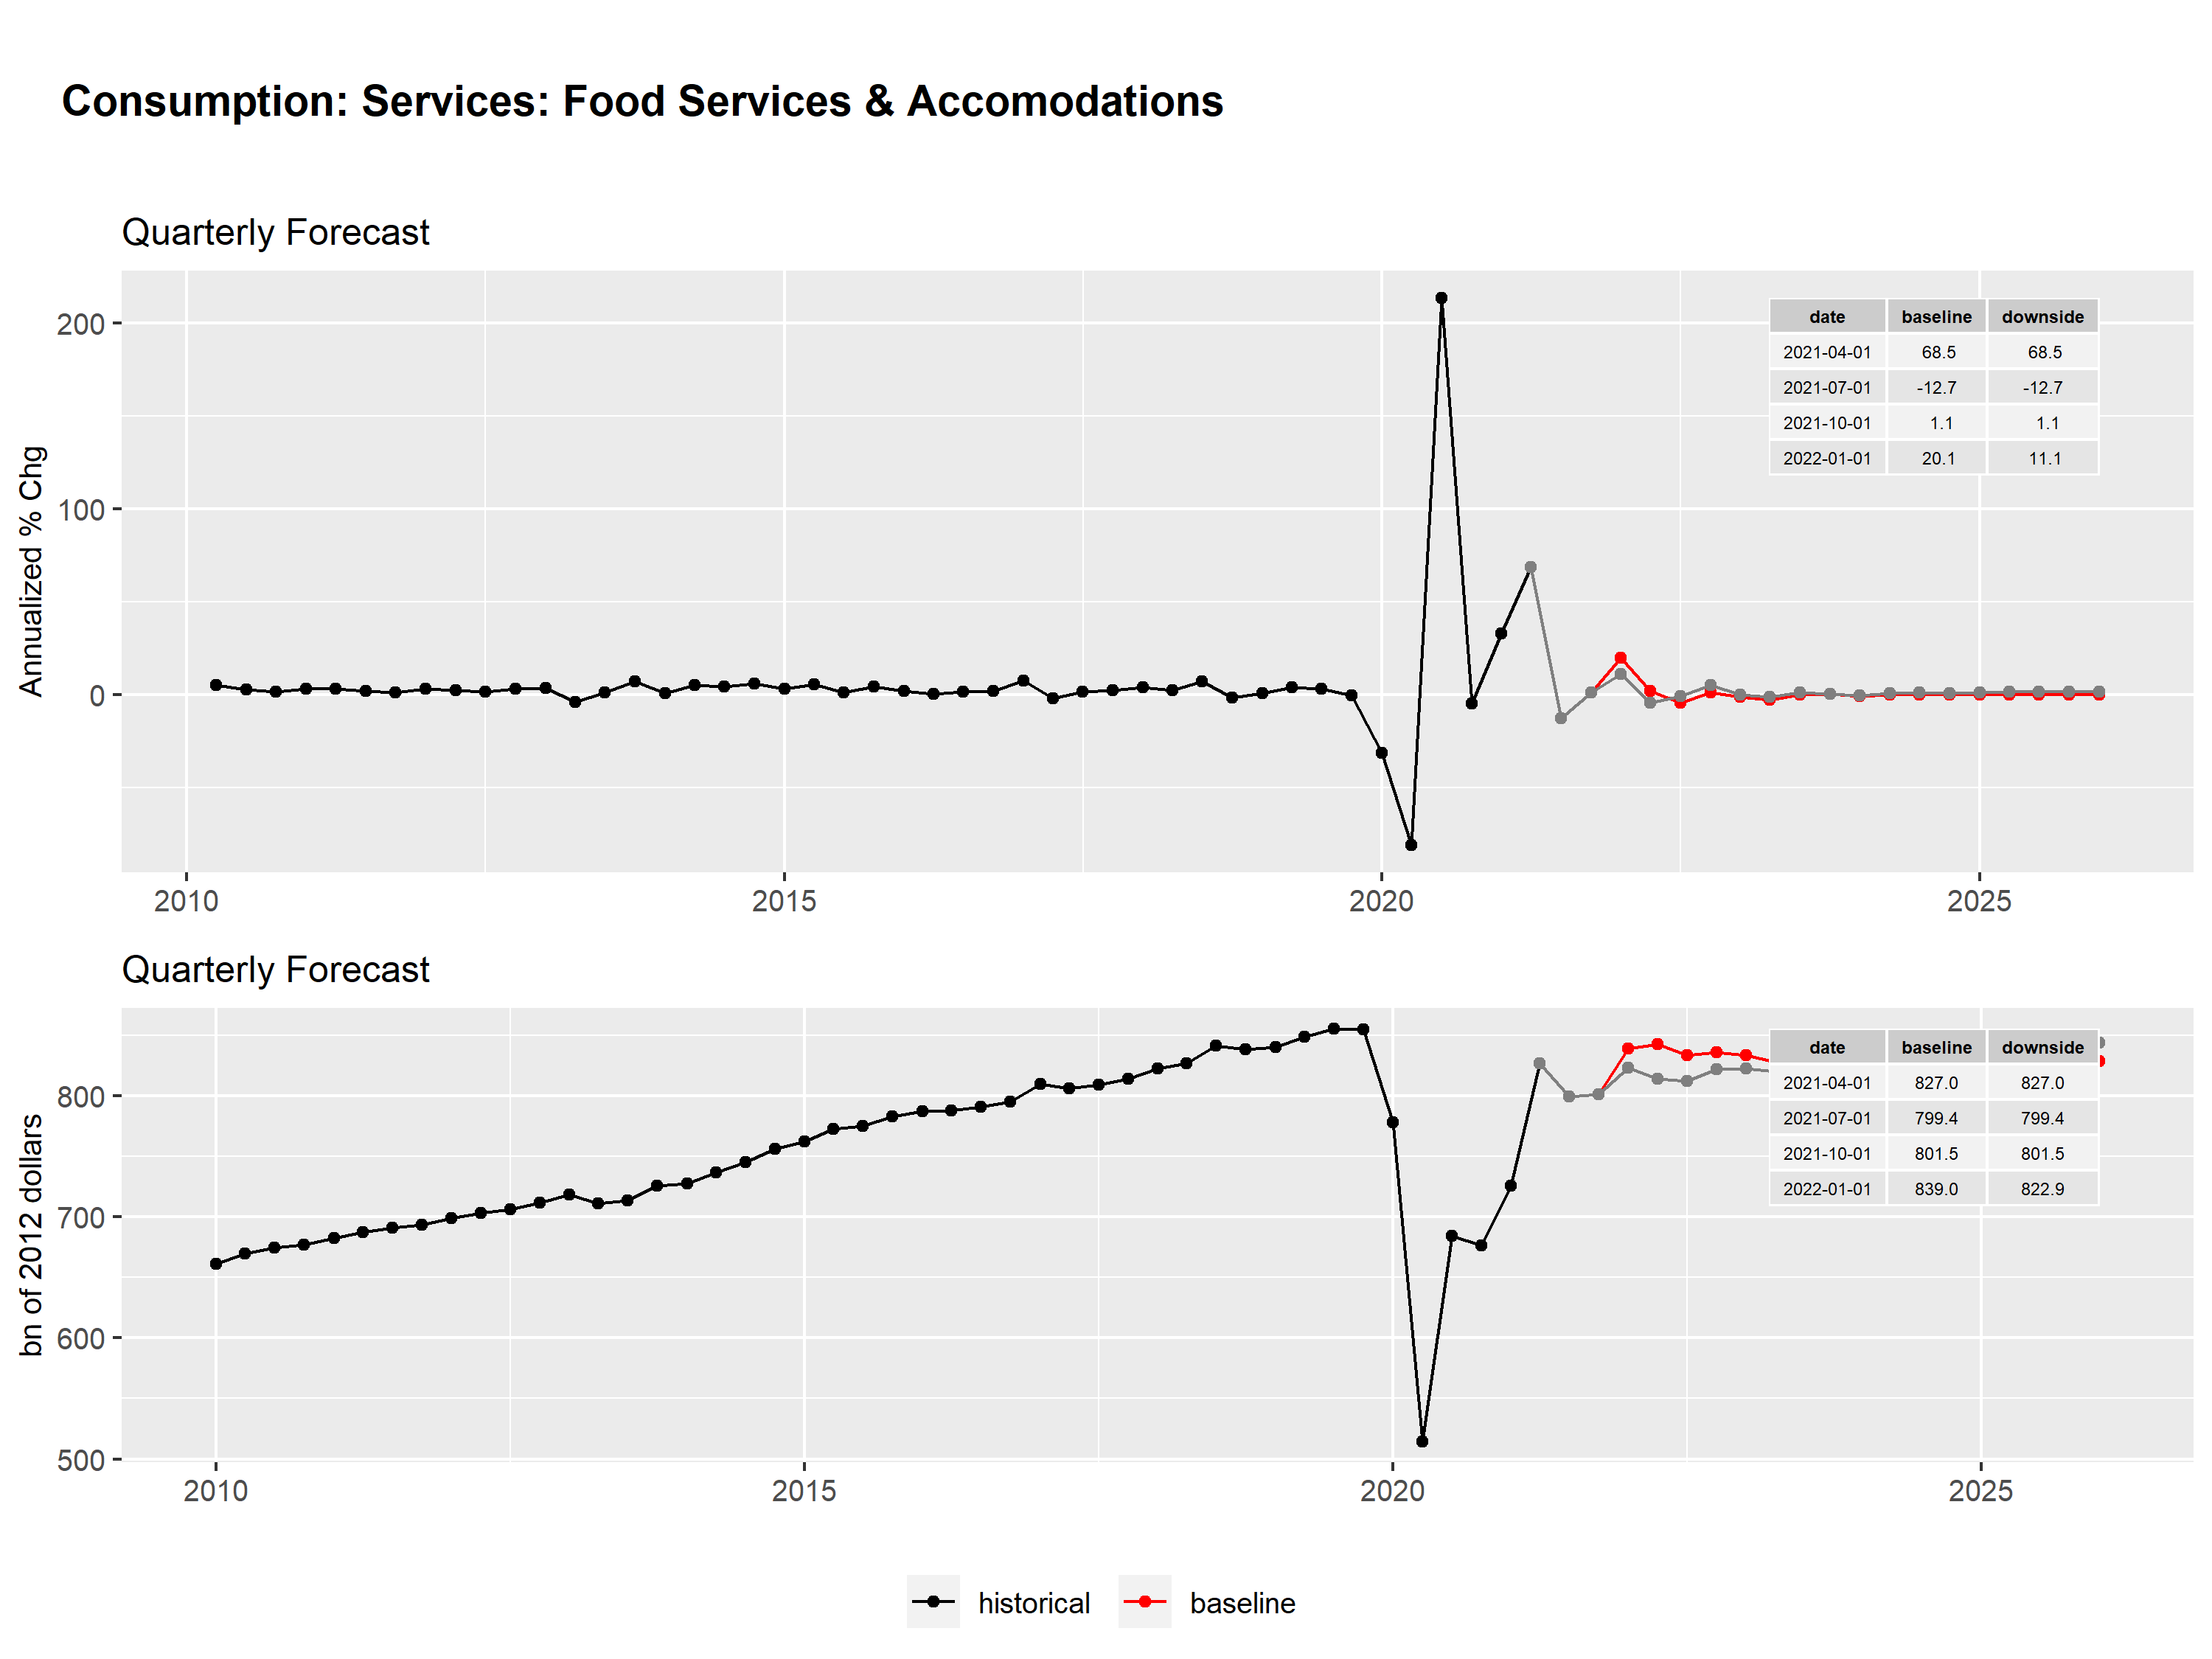 Consumption: Services: Food Services & Accomodations
Quarterly Forecast
Annualized % Chg
200
100
0
date baseline downside
2021-04-01 68.5 68.5
2021-07-01 -12.7 -12.7
2021-10-01 1.1 1.1
2022-01-01 20.1 11.1
2010 2015 2020 2025
Quarterly Forecast
bn of 2012 dollars
800
700
600
500
date baseline downside
2021-04-01 827.0 827.0
2021-07-01 799.4 799.4
2021-10-01 801.5 801.5
2022-01-01 839.0 822.9
2010 2015 2020 2025
historical baseline